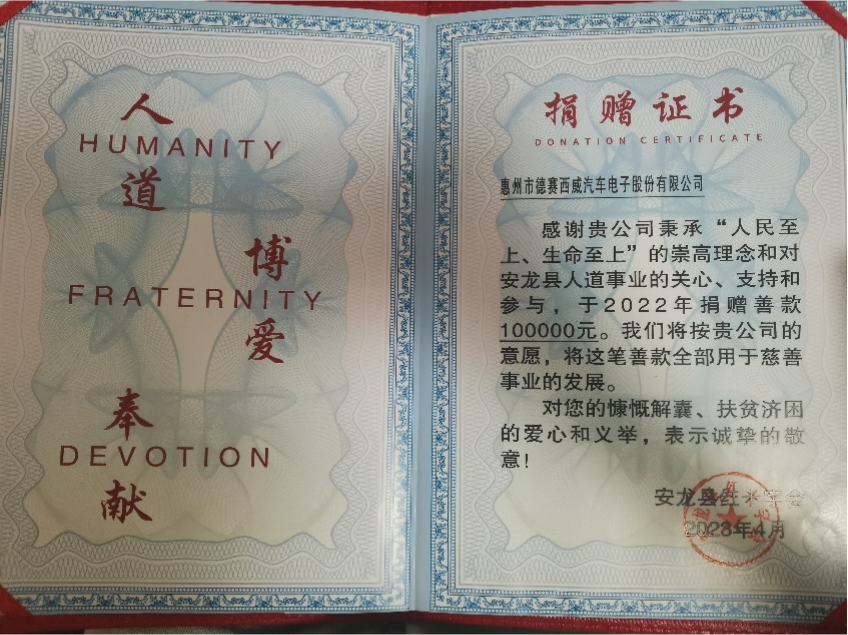 人
HUMANITY
道
博
FRATERNITY
爱
奉
DEVOTION
献
捐赠证书
DONATION CERTIFICATE
惠州市德赛西威汽车电子股份有限公司
感谢贵公司秉承“人民至
上、生命至上”的崇高理念和对
安龙县人道事业的关心、支持和
参与，于2022年捐赠善款
100000元。我们将按贵公司的
意愿，将这笔善款全部用于慈善
事业的发展。
对您的慷慨解囊、扶贫济困
的爱心和义举，表示诚挚的敬
意！
安龙县红十字会
2023年4月